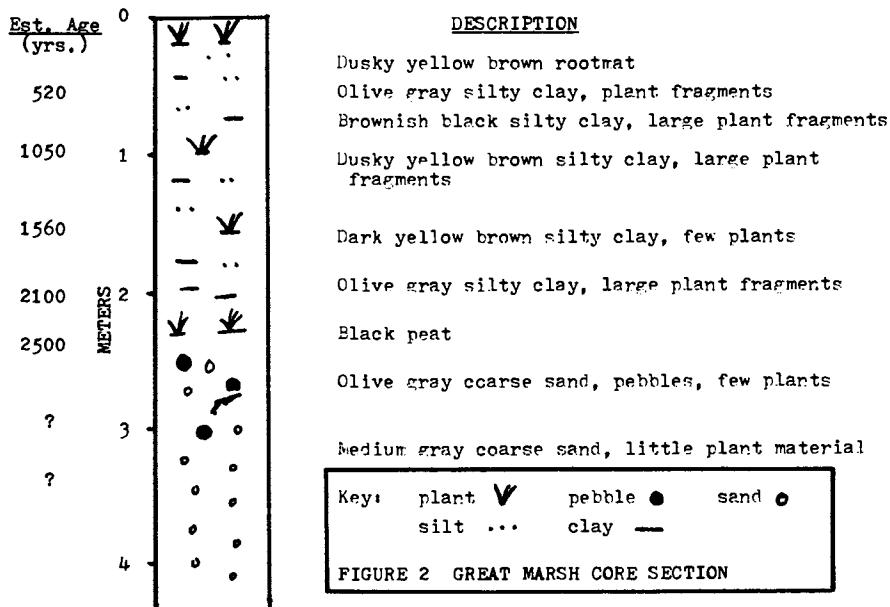 Est. Age
(yrs.)
520
1050
1560
2100
2500
?
?
METERS
0
1
2
3
4
DESCRIPTION
Dusky yellow brown rootmat
Olive gray silty clay, plant fragments
Brownish black silty clay, large plant fragments
Dusky yellow brown silty clay, large plant
fragments
Dark yellow brown silty clay, few plants
Olive gray silty clay, large plant fragments
Black peat
Olive gray coarse sand, pebbles, few plants
Medium gray coarse sand, little plant material
Key: plant pebble sand
silt clay
FIGURE 2 GREAT MARSH CORE SECTION